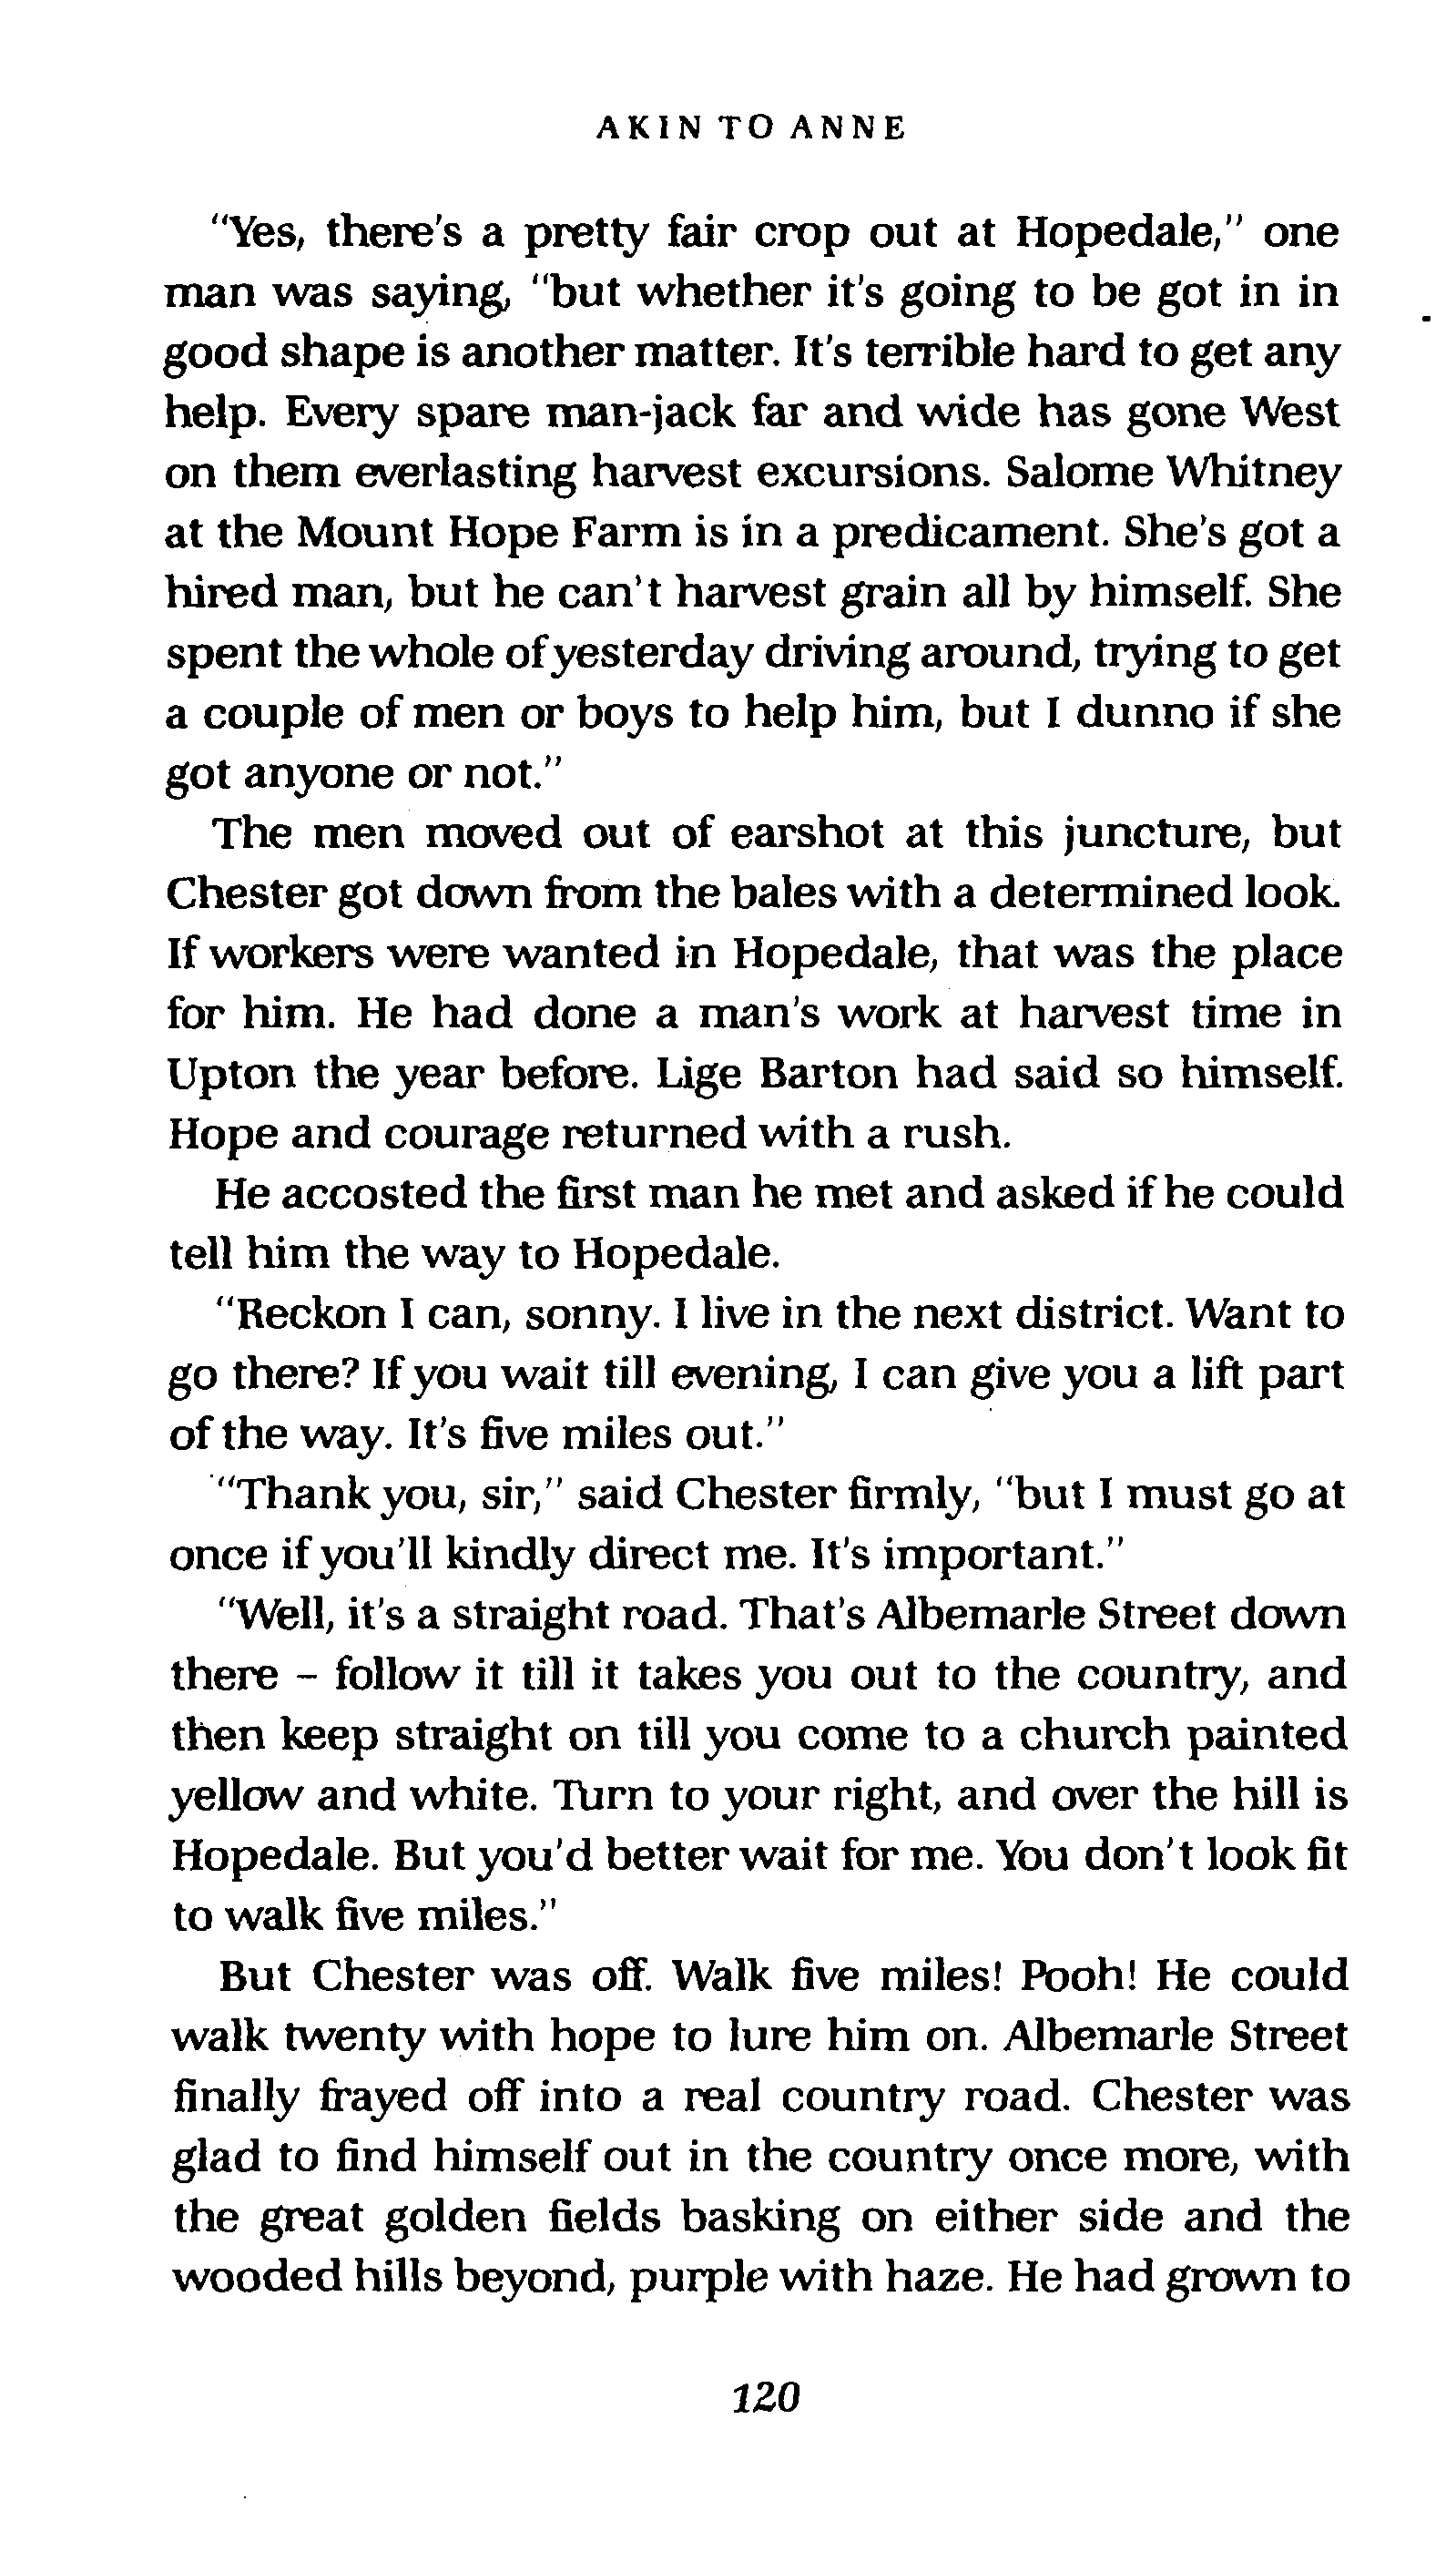 AKIN TO ANNE
"Yes, there's a pretty fair crop out at Hopedale," one
man was saying, "but whether it's going to be got in in
good shape is another matter. It's terrible hard to get any
help. Every spare man-jack far and wide has gone West
on them everlasting harvest excursions. Salome Whitney
at the Mount Hope Farm is in a predicament. She's got a
hired man, but he can't harvest grain all by himself. She
spent the whole of yesterday driving around, trying to get
a couple of men or boys to help him, but I dunno if she
got anyone or not."
The men moved out of earshot at this juncture, but
Chester got down from the bales with a determined look.
If workers were wanted in Hopedale, that was the place
for him. He had done a man's work at harvest time in
Upton the year before. Lige Barton had said so himself.
Hope and courage returned with a rush.
He accosted the first man he met and asked if he could
tell him the way to Hopedale.
"Reckon I can, sonny. I live in the next district. Want to
go there? If you wait till evening, I can give you a lift part
of the way. It's five miles out."
"Thank you, sir," said Chester firmly, "but I must go at
once if you'll kindly direct me. It's important."
"Well, it's a straight road. That's Albemarle Street down
there – follow it till it takes you out to the country, and
then keep straight on till you come to a church painted
yellow and white. Turn to your right, and over the hill is
Hopedale. But you'd better wait for me. You don't look fit
to walk five miles."
But Chester was off. Walk five miles! Pooh! He could
walk twenty with hope to lure him on. Albemarle Street
finally frayed off into a real country road. Chester was
glad to find himself out in the country once more, with
the great golden fields basking on either side and the
wooded hills beyond, purple with haze. He had grown to
120